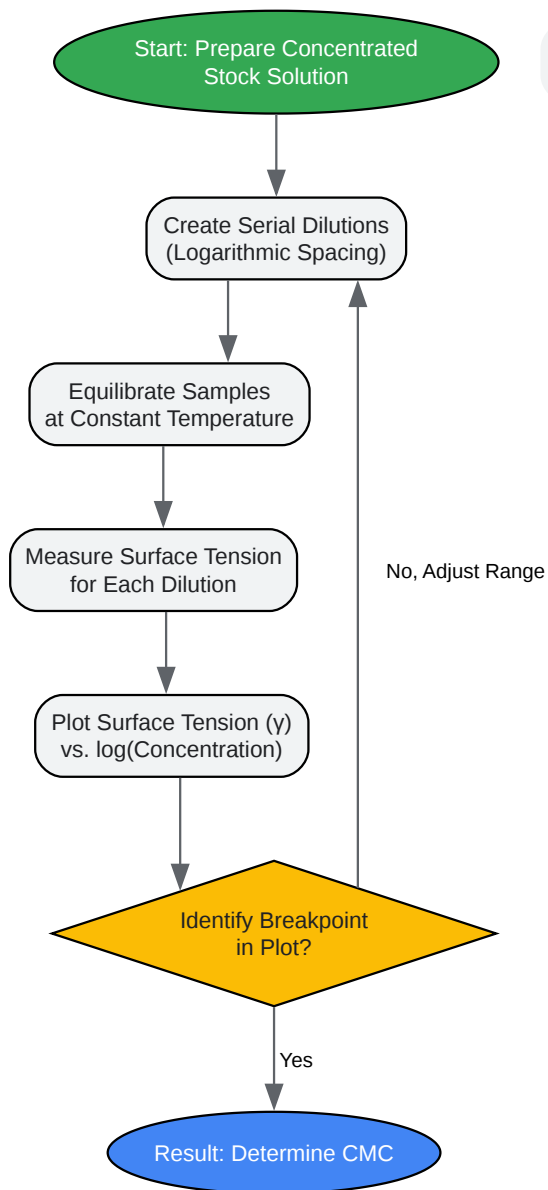 Start: Prepare Concentrated
Stock Solution
Create Serial Dilutions
(Logarithmic Spacing)
Equilibrate Samples
at Constant Temperature
Measure Surface Tension
for Each Dilution
No, Adjust Range
Plot Surface Tension (γ)
vs. log(Concentration)
Identify Breakpoint
in Plot?
Yes
Result: Determine CMC